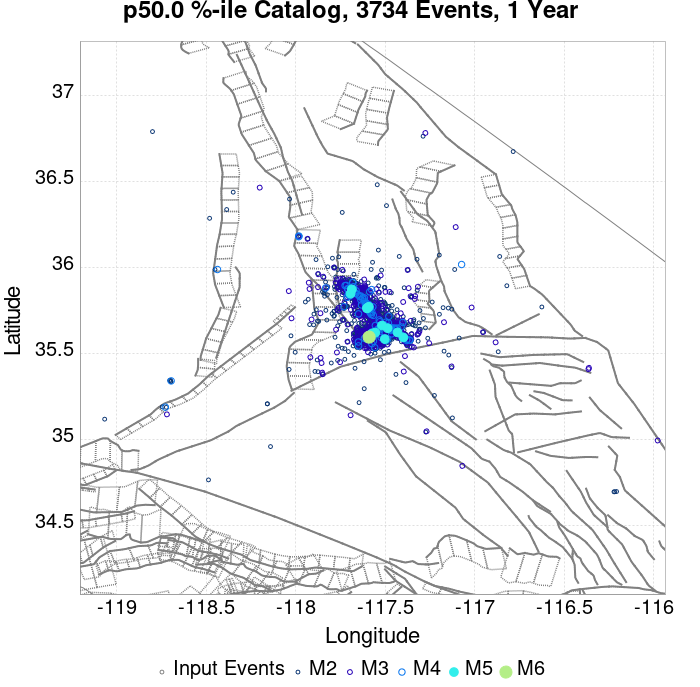 p50.0 %-ile Catalog, 3734 Events, 1 Year
37
36.5
36
35.5
35
34.5
Latitude
-119 -118.5 -118 -117.5 -117 -116.5 -116
Longitude
Input Events M2 M3 M4 M5 M6